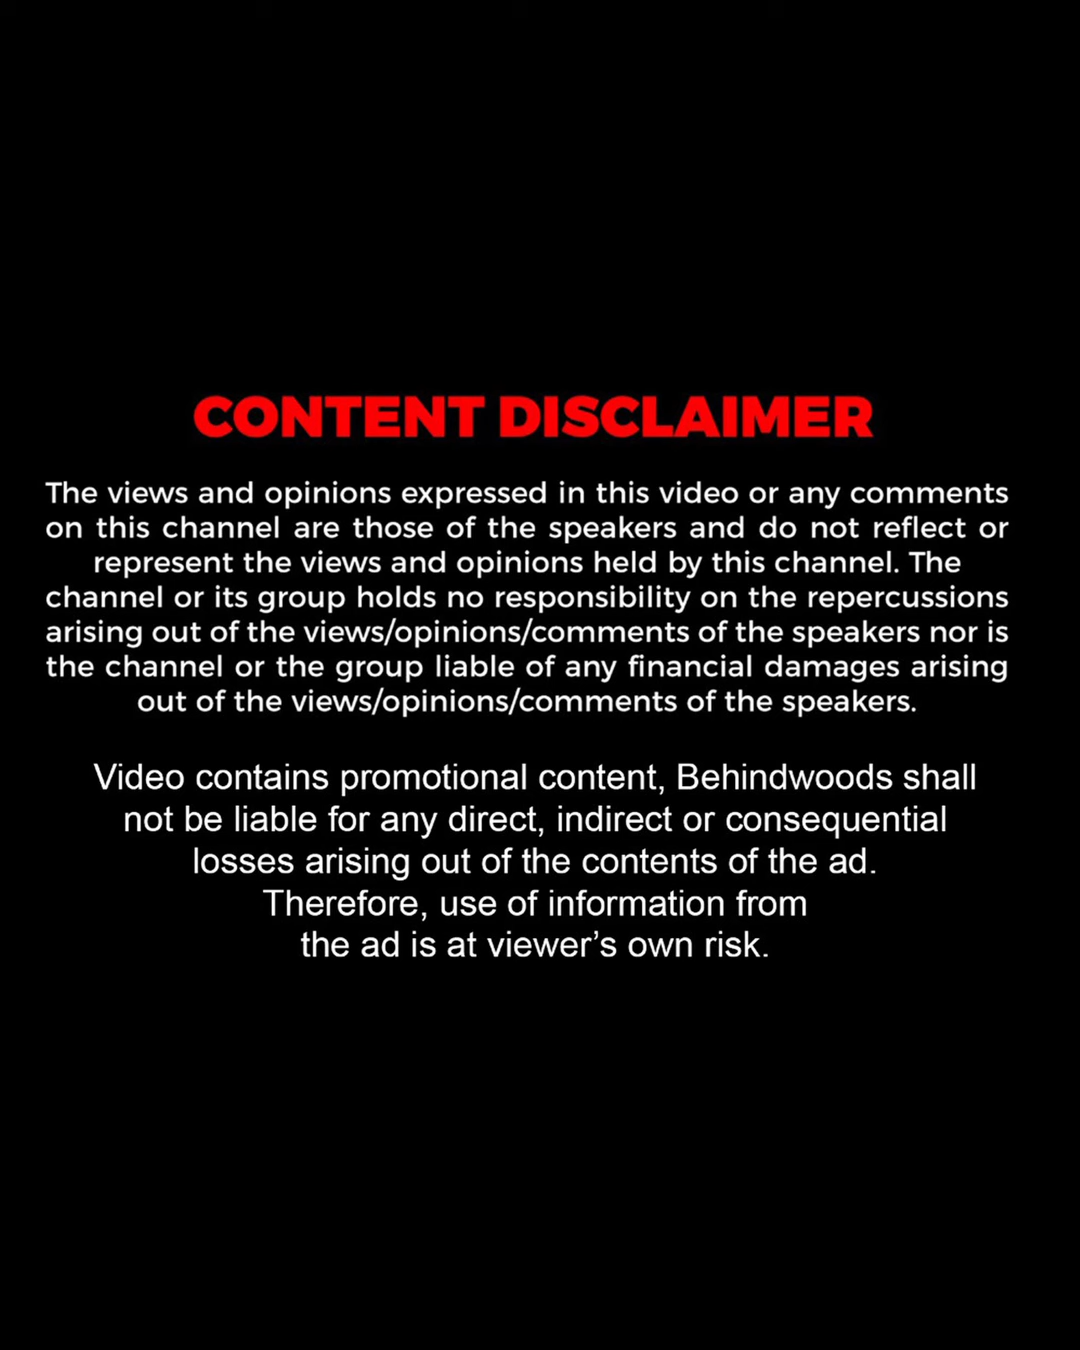 CONTENT DISCLAIMER
The views and opinions expressed in this video or any comments
on this channel are those of the speakers and do not reflect or
represent the views and opinions held by this channel. The
channel or its group holds no responsibility on the repercussions
arising out of the views/opinions/comments of the speakers nor is
the channel or the group liable of any financial damages arising
out of the views/opinions/comments of the speakers.
Video contains promotional content, Behindwoods shall
not be liable for any direct, indirect or consequential
losses arising out of the contents of the ad.
Therefore, use of information from
the ad is at viewer’s own risk.